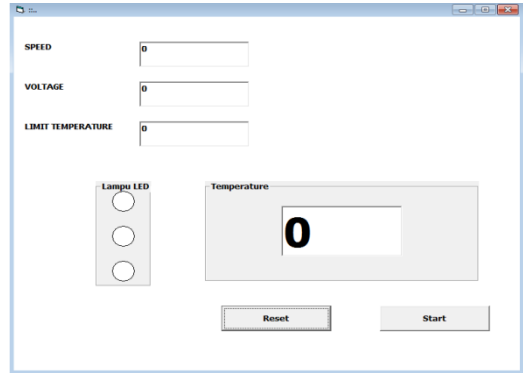 ::..
SPEED
0
VOLTAGE
0
LIMIT TEMPERATURE
0
Lampu LED
Temperature
0
Reset
Start